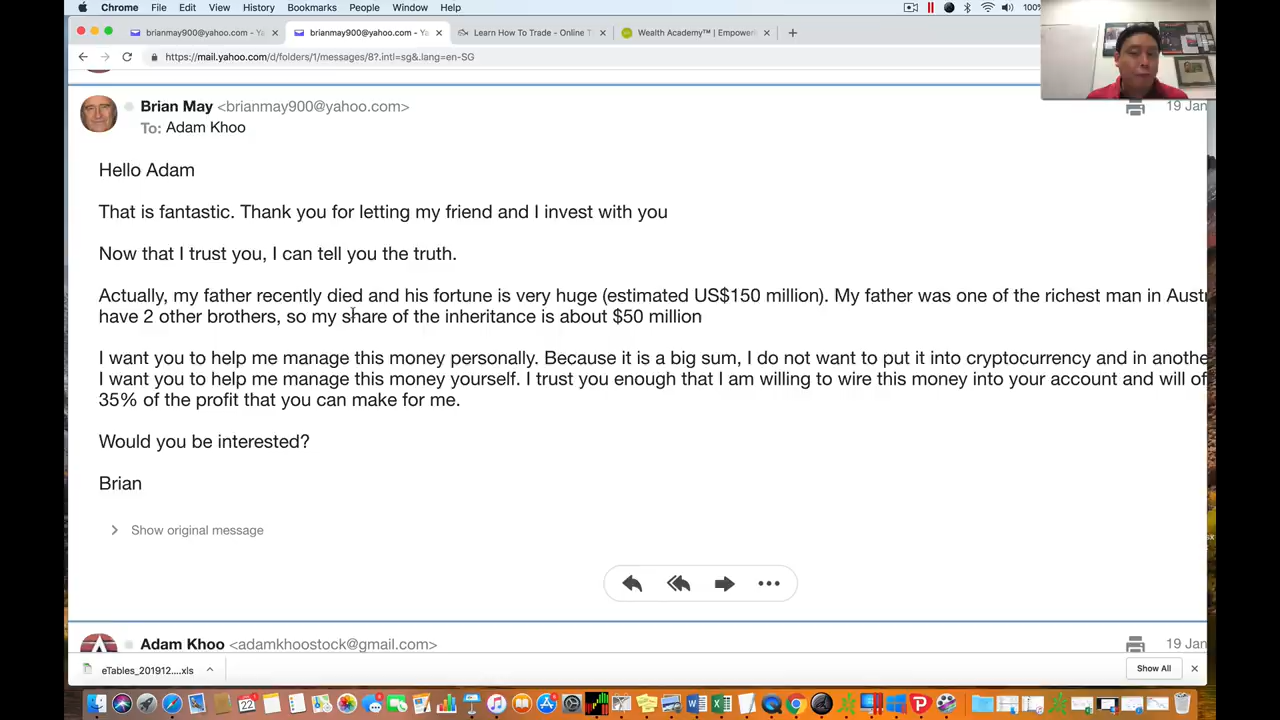 Chrome File Edit View History Bookmarks People Window Help 100%
brianmay900@yahoo.com - Ya
brianmay900@yahoo.com - Ya
Learn How To Trade - Online T
Wealth Academy™ | Empower
https://mail.yahoo.com/d/folders/1/messages/8?.intl=sg&.lang=en-SG
Brian May <brianmay900@yahoo.com>
19 Jan
To: Adam Khoo
Hello Adam
That is fantastic. Thank you for letting my friend and I invest with you
Now that I trust you, I can tell you the truth.
Actually, my father recently died and his fortune is very huge (estimated US$150 million). My father was one of the richest man in Austr
have 2 other brothers, so my share of the inheritance is about $50 million
I want you to help me manage this money personally. Because it is a big sum, I do not want to put it into cryptocurrency and in anothe
I want you to help me manage this money yourself. I trust you enough that I am willing to wire this money into your account and will of
35% of the profit that you can make for me.
Would you be interested?
Brian
Show original message
Adam Khoo <adamkhoostock@gmail.com>
19 Jan
eTables_201912....xls
Show All